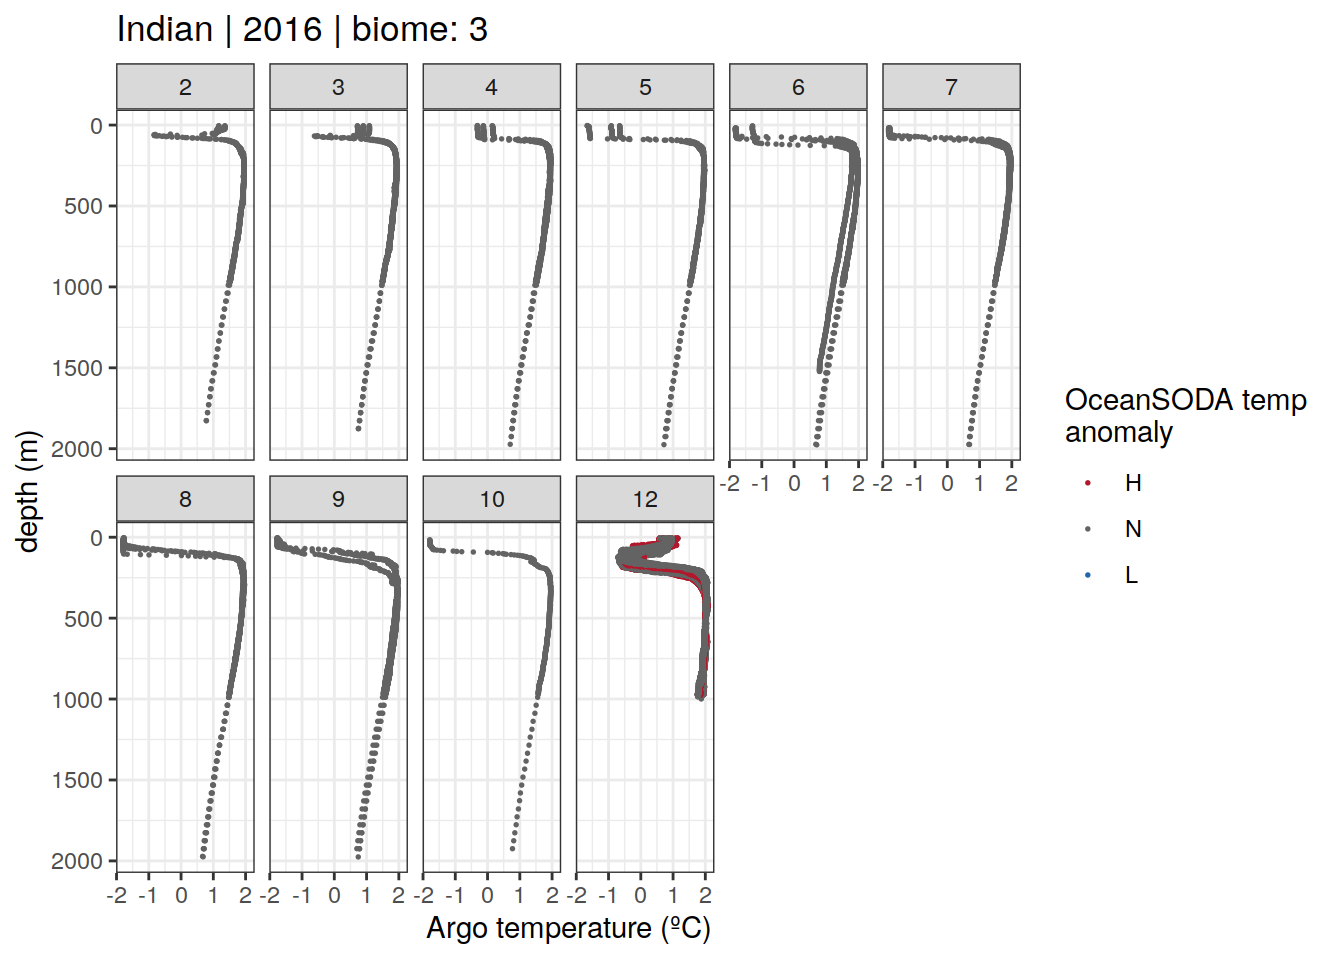 Indian | 2016 | biome: 3
2 3 4 5 6 7
0
500
1000
1500
2000
-2 -1 0 1 2 -2 -1 0 1 2
8 9 10 12
0
500
1000
1500
2000
-2 -1 0 1 2 -2 -1 0 1 2 -2 -1 0 1 2 -2 -1 0 1 2
Argo temperature (ºC)
depth (m)
OceanSODA temp
anomaly
H
N
L